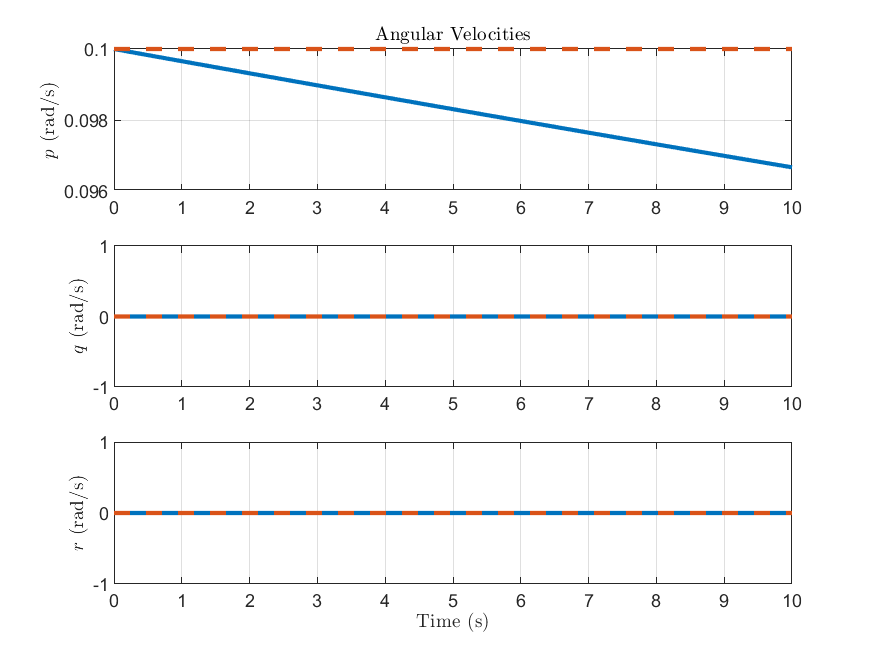 Angular Velocities
0.1
0.098
0.096
p (rad/s)
0 1 2 3 4 5 6 7 8 9 10
1
0
-1
q (rad/s)
0 1 2 3 4 5 6 7 8 9 10
1
0
-1
r (rad/s)
0 1 2 3 4 5 6 7 8 9 10
Time (s)